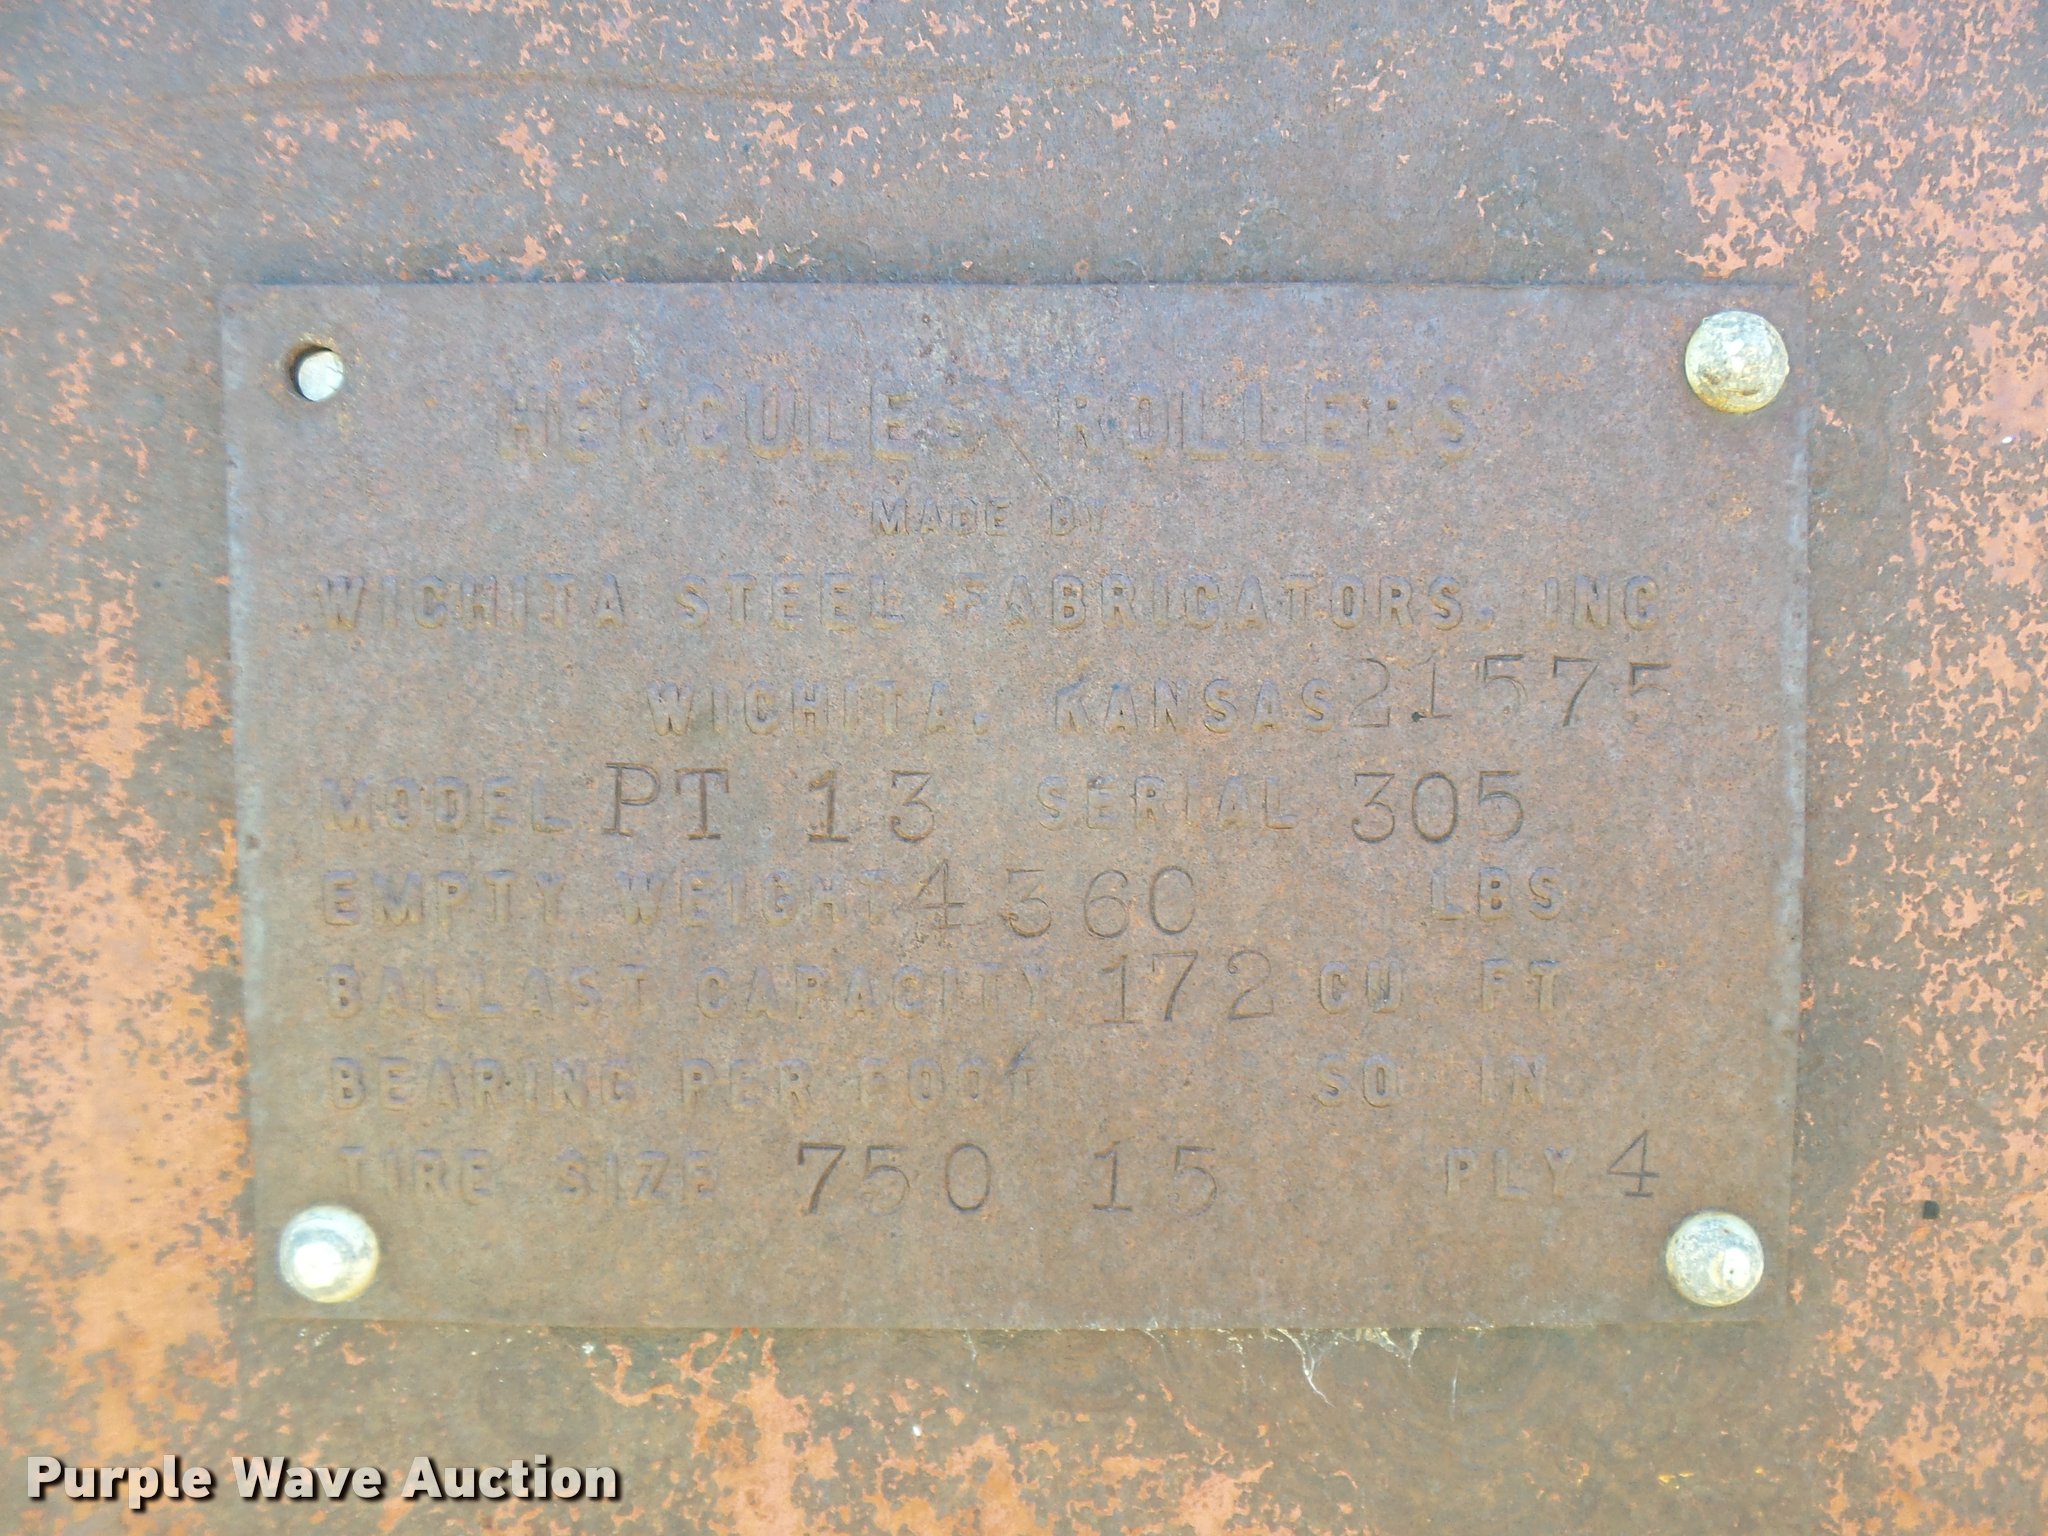 HERCULES ROLLERS
MADE BY
WICHITA STEEL FABRICATORS, INC
WICHITA, KANSAS 21575
MODEL PT 13 SERIAL 305
EMPTY WEIGHT 4360 LBS
BALLAST CAPACITY 172 CU FT
BEARING PER FOOT SQ IN
TIRE SIZE 750 15 PLY 4
Purple Wave Auction